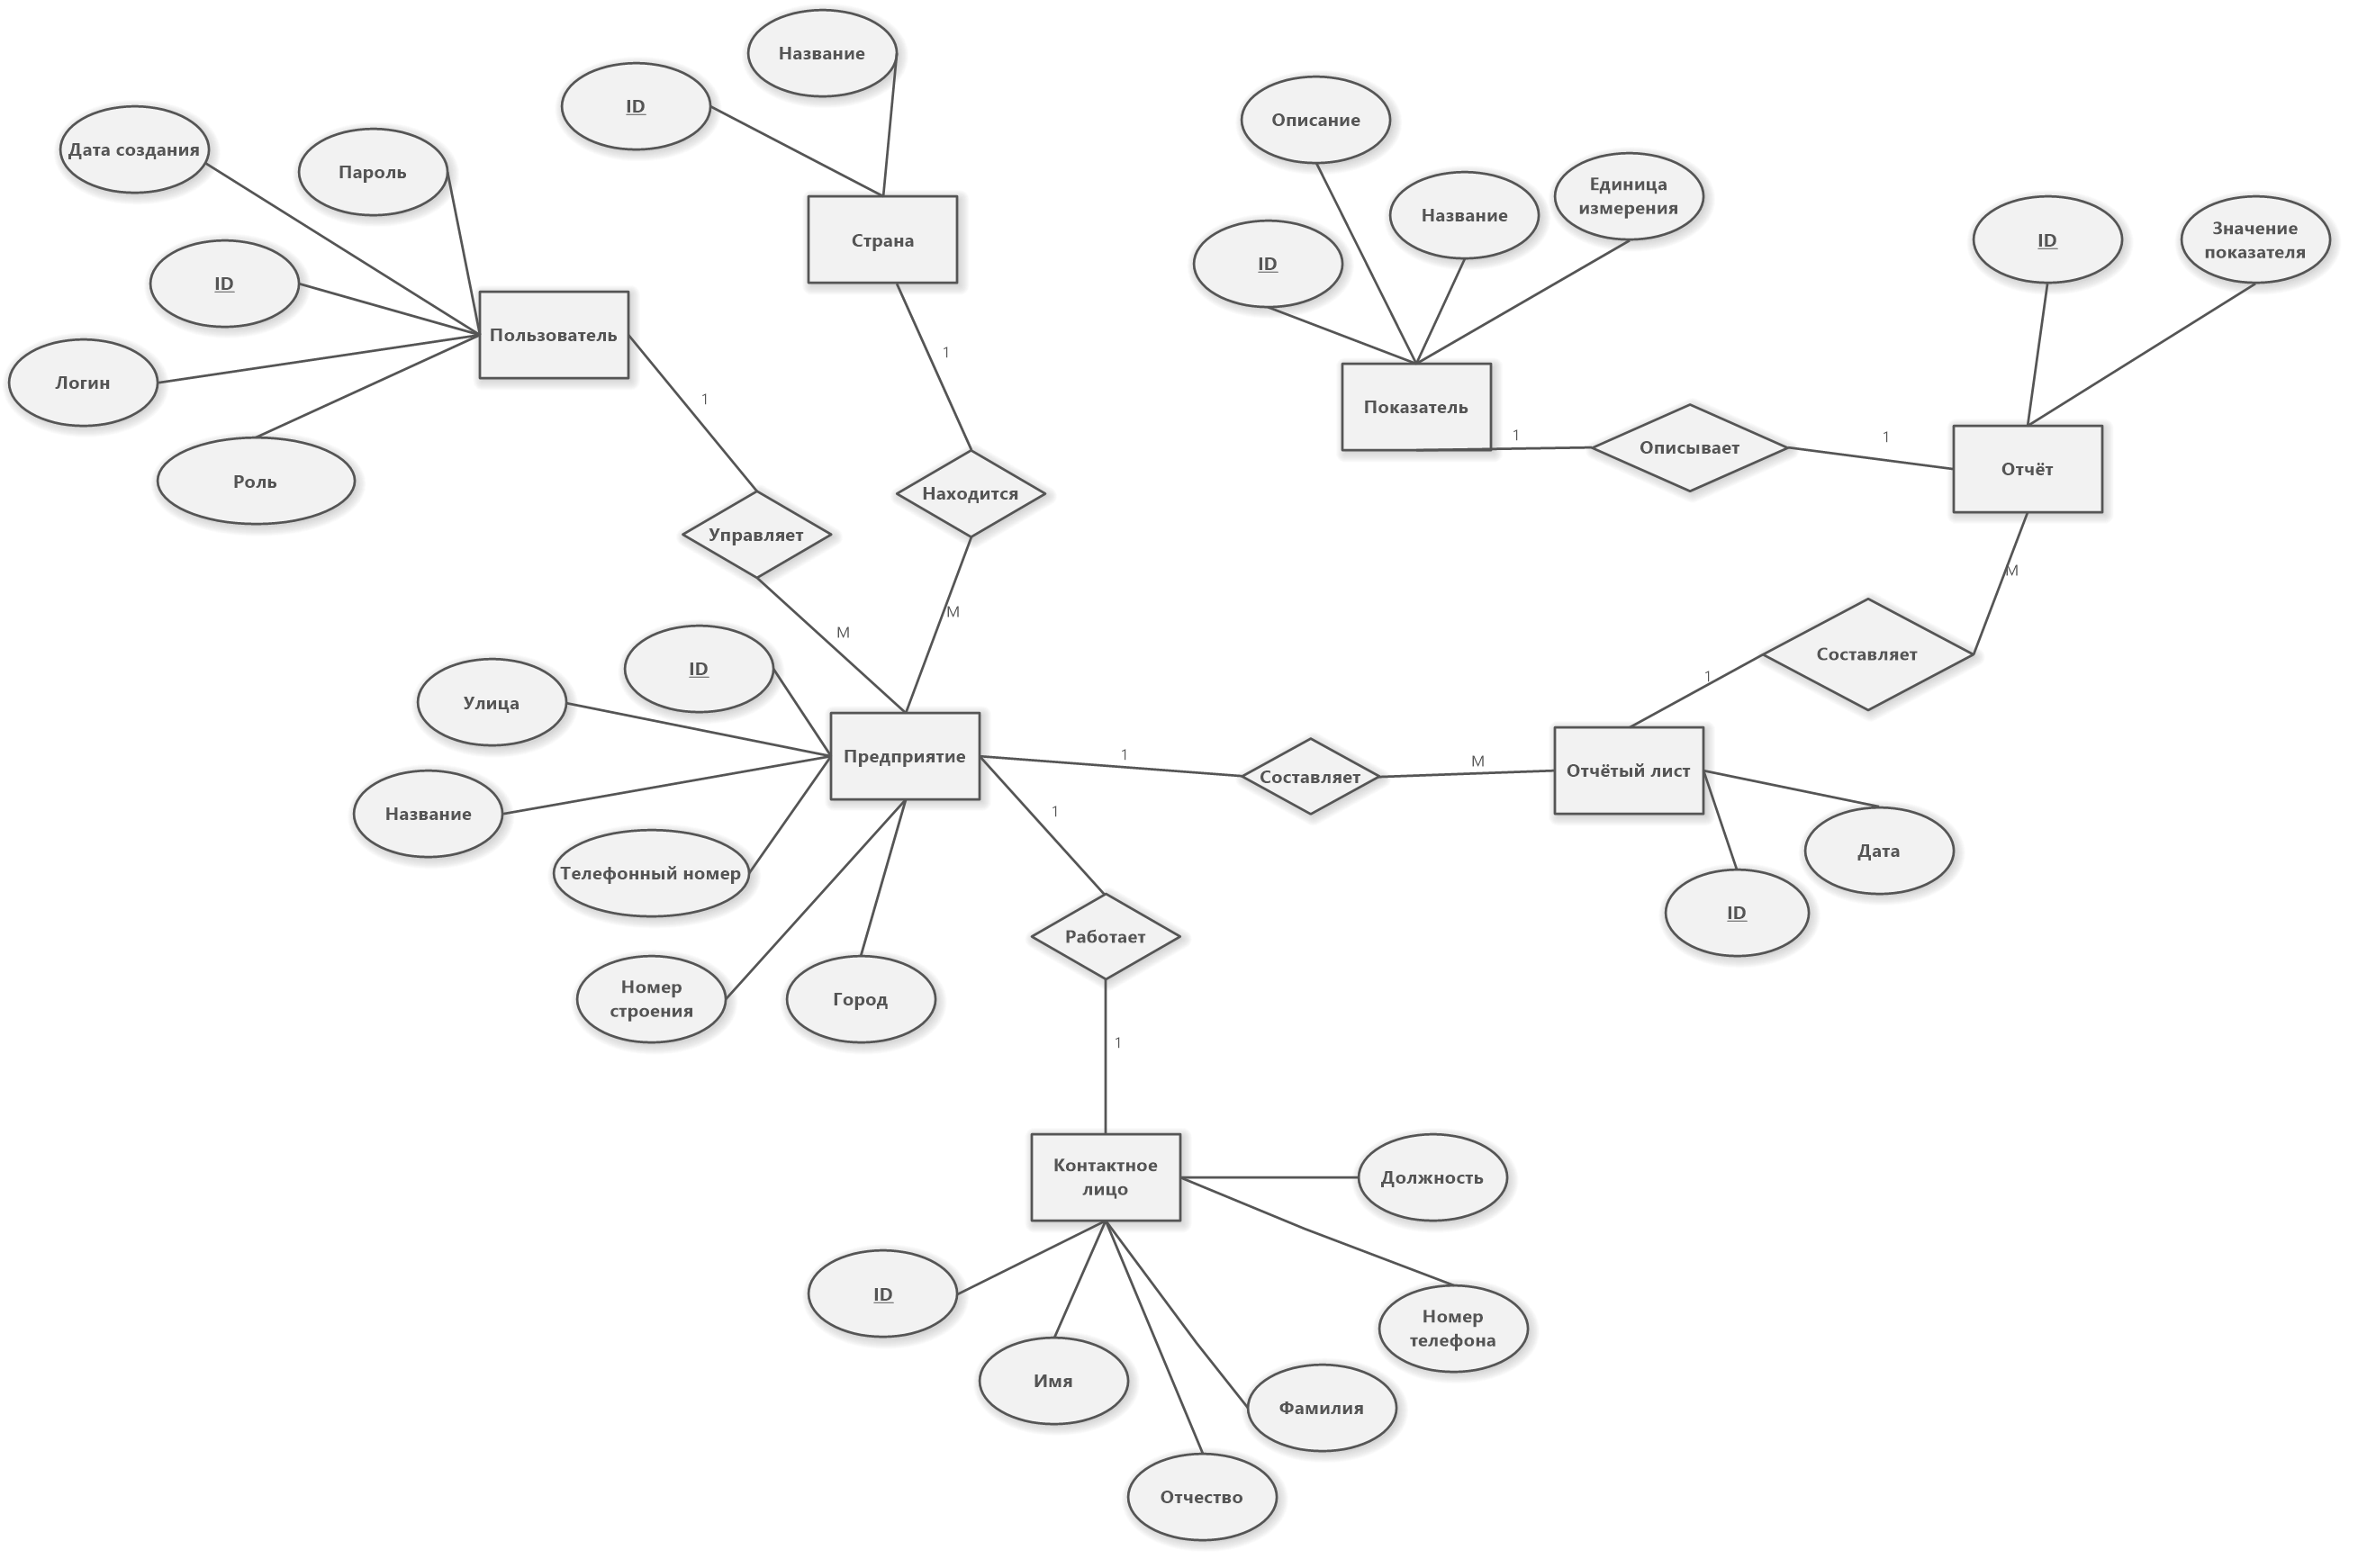 Название
ID
Описание
Дата создания
Пароль
Единица
измерения
Название
ID
Значение
показателя
Страна
ID
ID
Пользователь
1
Логин
1
Показатель
1
Описывает
1
Отчёт
Роль
Находится
Управляет
M
M
M
Составляет
ID
1
Улица
Предприятие
1
Составляет
M
Отчётый лист
Название
1
Дата
Телефонный номер
ID
Работает
Номер
строения
Город
1
Контактное
лицо
Должность
ID
Номер
телефона
Имя
Фамилия
Отчество